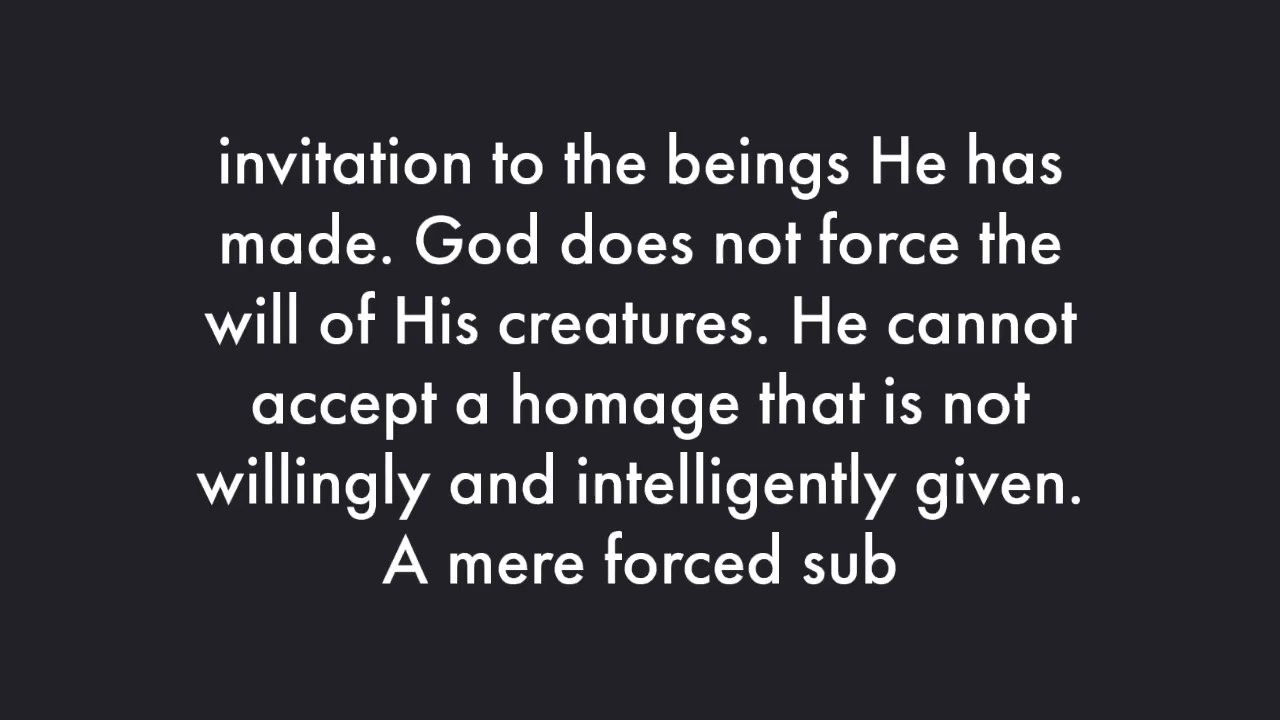 invitation to the beings He has
made. God does not force the
will of His creatures. He cannot
accept a homage that is not
willingly and intelligently given.
A mere forced sub